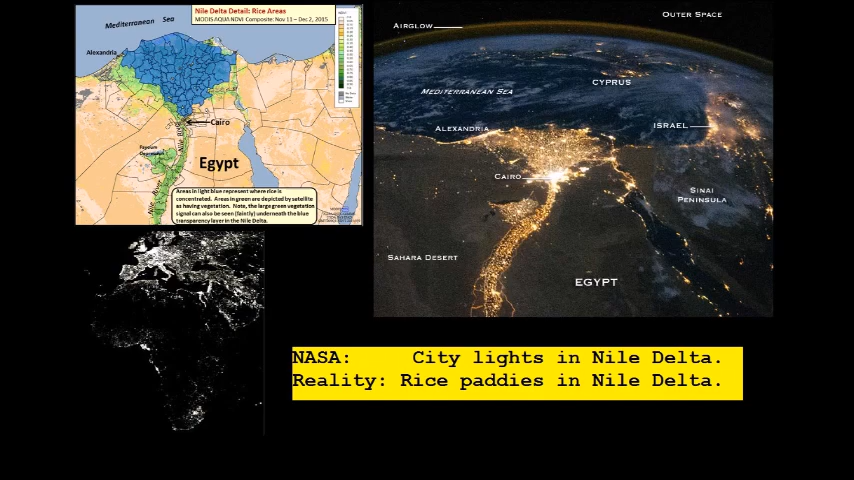 Nile Delta Detail: Rice Areas
MODIS AQUA NDVI Composite: Nov 11 – Dec 2, 2015
Mediterranean Sea
Alexandria
Cairo
Nile River
Fayoum
Depression
Egypt
Areas in light blue represent where rice is
concentrated. Areas in green are depicted by satellite
as having vegetation. Note, the large green vegetation
signal can also be seen (faintly) underneath the blue
transparency layer in the Nile Delta.
AIRGLOW
OUTER SPACE
CYPRUS
MEDITERRANEAN SEA
ALEXANDRIA
ISRAEL
CAIRO
SINAI
PENINSULA
SAHARA DESERT
EGYPT
NASA: City lights in Nile Delta.
Reality: Rice paddies in Nile Delta.